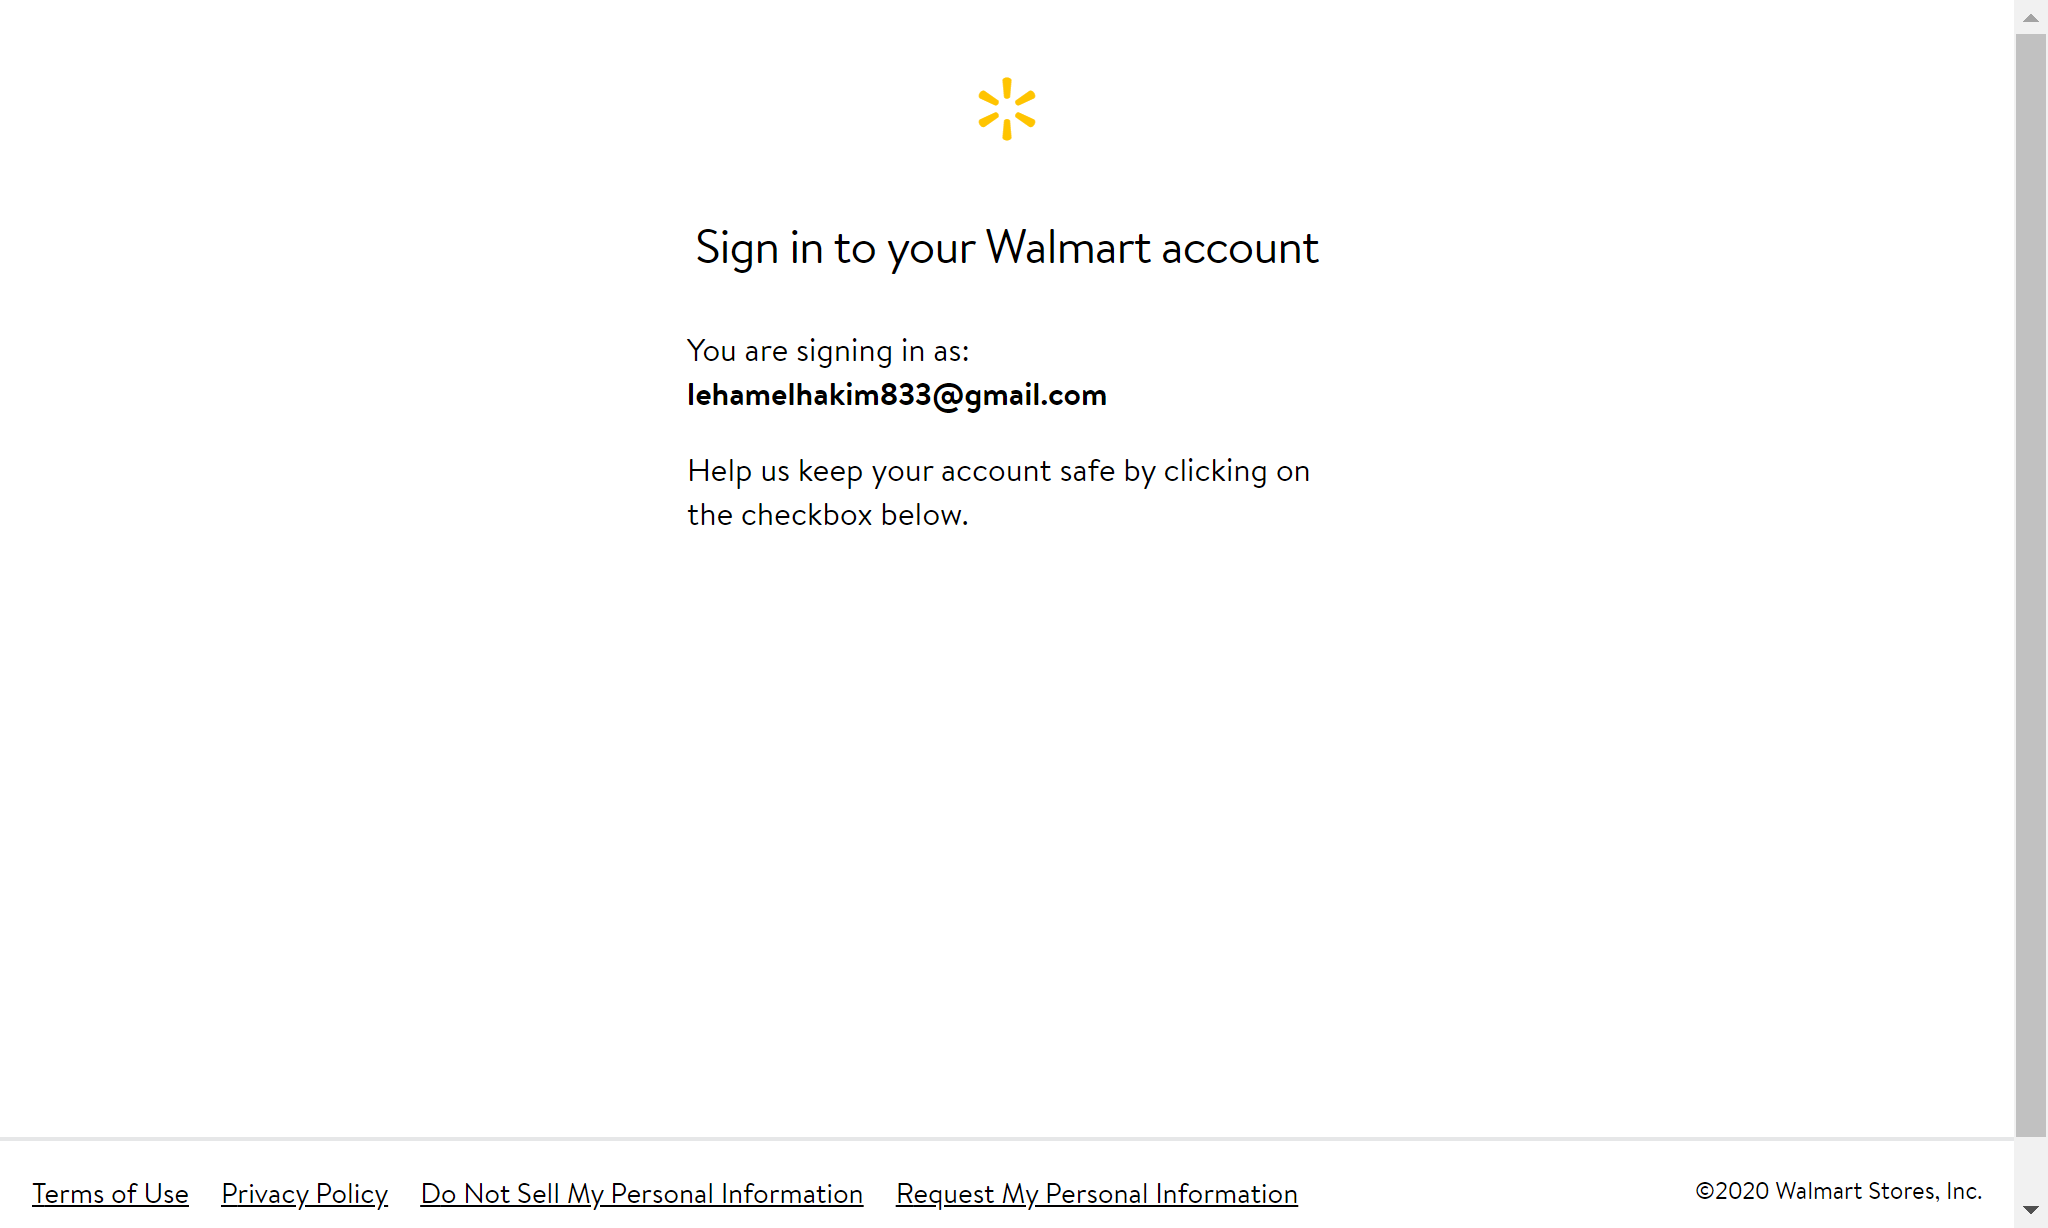 Sign in to your Walmart account
You are signing in as:
lehamelhakim833@gmail.com
Help us keep your account safe by clicking on
the checkbox below.
Terms of Use Privacy Policy Do Not Sell My Personal Information Request My Personal Information ©2020 Walmart Stores, Inc.